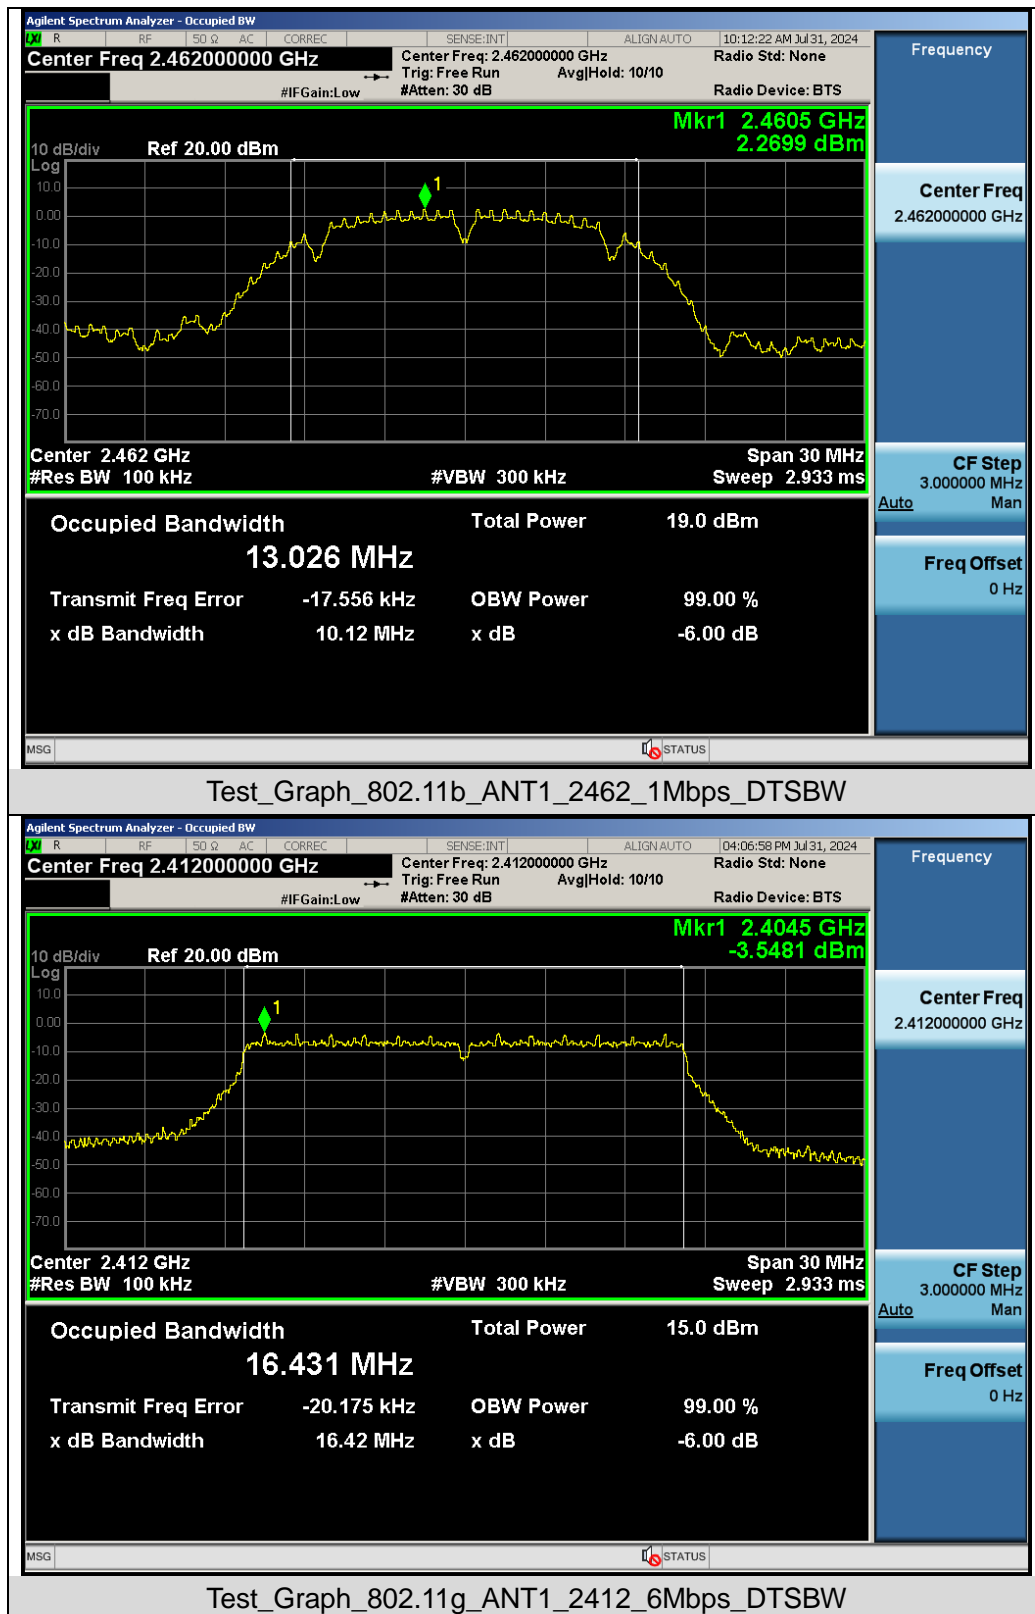 Agilent Spectrum Analyzer - Occupied BW
LXI R RF 50 Ω AC CORREC SENSE:INT ALIGN AUTO 10:12:22 AM Jul 31, 2024
Center Freq 2.462000000 GHz Center Freq: 2.462000000 GHz Radio Std: None
Trig: Free Run Avg|Hold: 10/10
#IFGain:Low #Atten: 30 dB Radio Device: BTS
Frequency
Mkr1 2.4605 GHz
2.2699 dBm
10 dB/div Ref 20.00 dBm
Log
10.0
0.00
-10.0
-20.0
-30.0
-40.0
-50.0
-60.0
-70.0
1
Center 2.462 GHz Span 30 MHz
#Res BW 100 kHz #VBW 300 kHz Sweep 2.933 ms
Center Freq
2.462000000 GHz
CF Step
3.000000 MHz
Auto Man
Freq Offset
0 Hz
Occupied Bandwidth Total Power 19.0 dBm
13.026 MHz
Transmit Freq Error -17.556 kHz OBW Power 99.00 %
x dB Bandwidth 10.12 MHz x dB -6.00 dB
MSG STATUS
Test_Graph_802.11b_ANT1_2462_1Mbps_DTSBW
Agilent Spectrum Analyzer - Occupied BW
LXI R RF 50 Ω AC CORREC SENSE:INT ALIGN AUTO 04:06:58 PM Jul 31, 2024
Center Freq 2.412000000 GHz Center Freq: 2.412000000 GHz Radio Std: None
Trig: Free Run Avg|Hold: 10/10
#IFGain:Low #Atten: 30 dB Radio Device: BTS
Frequency
Mkr1 2.4045 GHz
-3.5481 dBm
10 dB/div Ref 20.00 dBm
Log
10.0
0.00
-10.0
-20.0
-30.0
-40.0
-50.0
-60.0
-70.0
1
Center 2.412 GHz Span 30 MHz
#Res BW 100 kHz #VBW 300 kHz Sweep 2.933 ms
Center Freq
2.412000000 GHz
CF Step
3.000000 MHz
Auto Man
Freq Offset
0 Hz
Occupied Bandwidth Total Power 15.0 dBm
16.431 MHz
Transmit Freq Error -20.175 kHz OBW Power 99.00 %
x dB Bandwidth 16.42 MHz x dB -6.00 dB
MSG STATUS
Test_Graph_802.11g_ANT1_2412_6Mbps_DTSBW